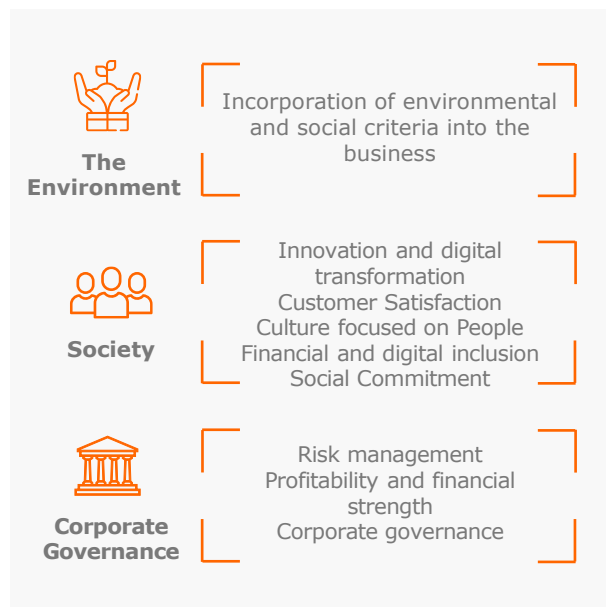 The
Environment
Incorporation of environmental
and social criteria into the
business
Society
Innovation and digital
transformation
Customer Satisfaction
Culture focused on People
Financial and digital inclusion
Social Commitment
Corporate
Governance
Risk management
Profitability and financial
strength
Corporate governance